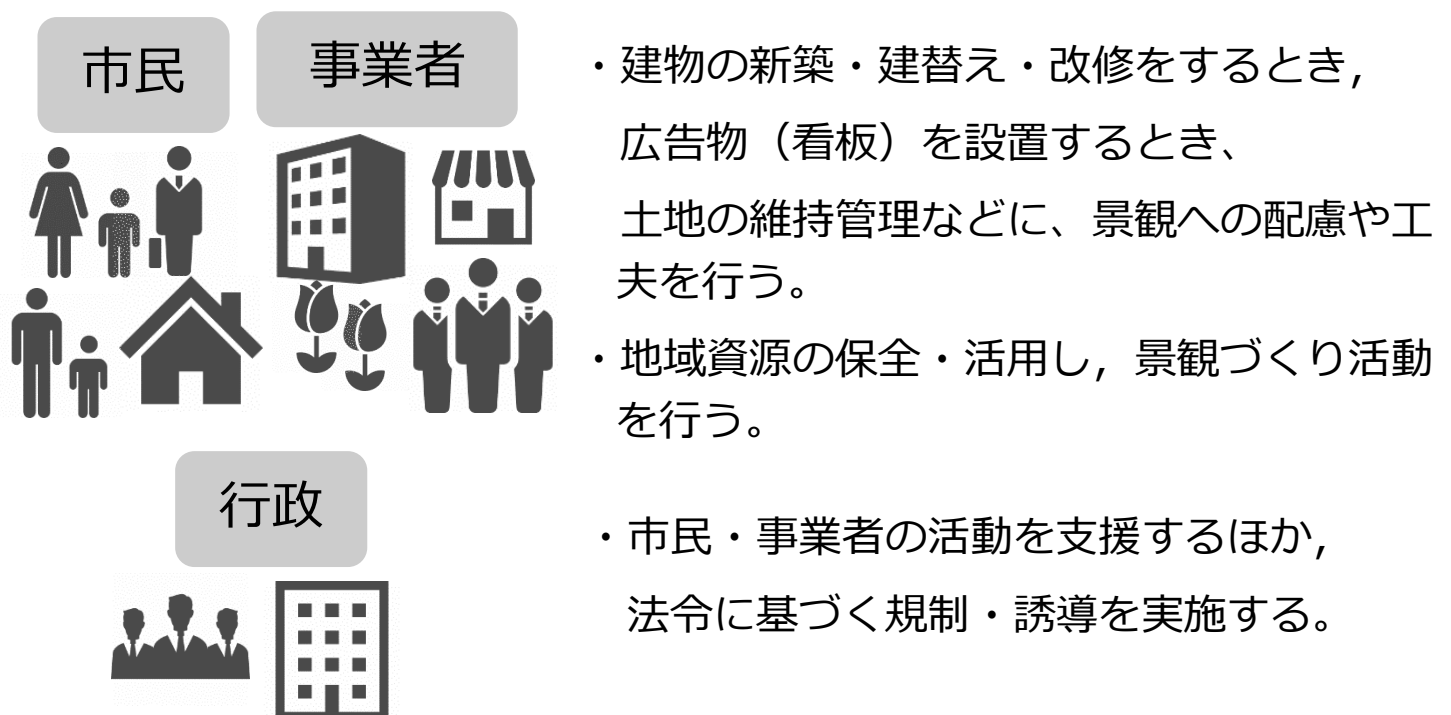 市民
事業者
・建物の新築・建替え・改修をするとき，
広告物（看板）を設置するとき、
土地の維持管理などに、景観への配慮や工
夫を行う。
・地域資源の保全・活用し，景観づくり活動
を行う。
行政
・市民・事業者の活動を支援するほか，
法令に基づく規制・誘導を実施する。